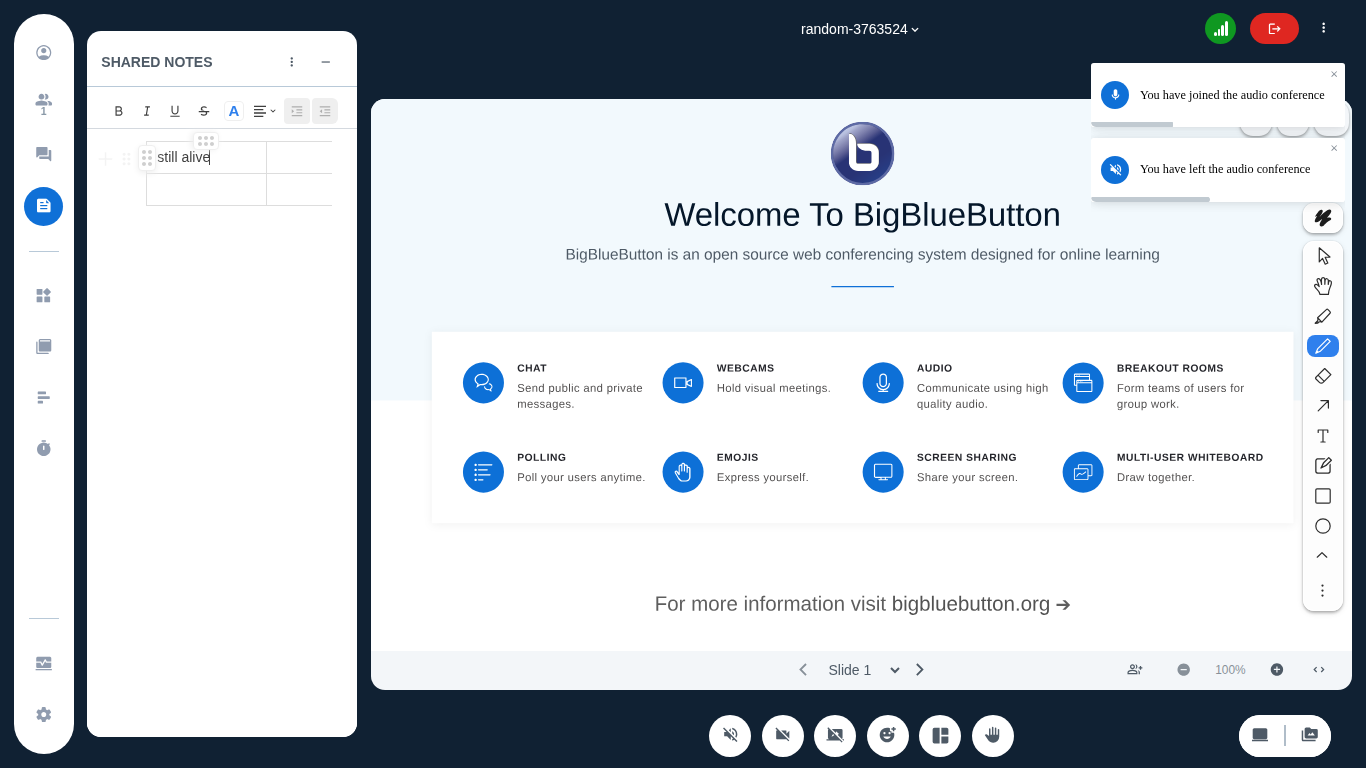 random-3763524
SHARED NOTES
1
B I U S A
still alive
You have joined the audio conference
You have left the audio conference
Welcome To BigBlueButton
BigBlueButton is an open source web conferencing system designed for online learning
CHAT
Send public and private
messages.
WEBCAMS
Hold visual meetings.
AUDIO
Communicate using high
quality audio.
BREAKOUT ROOMS
Form teams of users for
group work.
POLLING
Poll your users anytime.
EMOJIS
Express yourself.
SCREEN SHARING
Share your screen.
MULTI-USER WHITEBOARD
Draw together.
For more information visit bigbluebutton.org ➔
Slide 1
100%